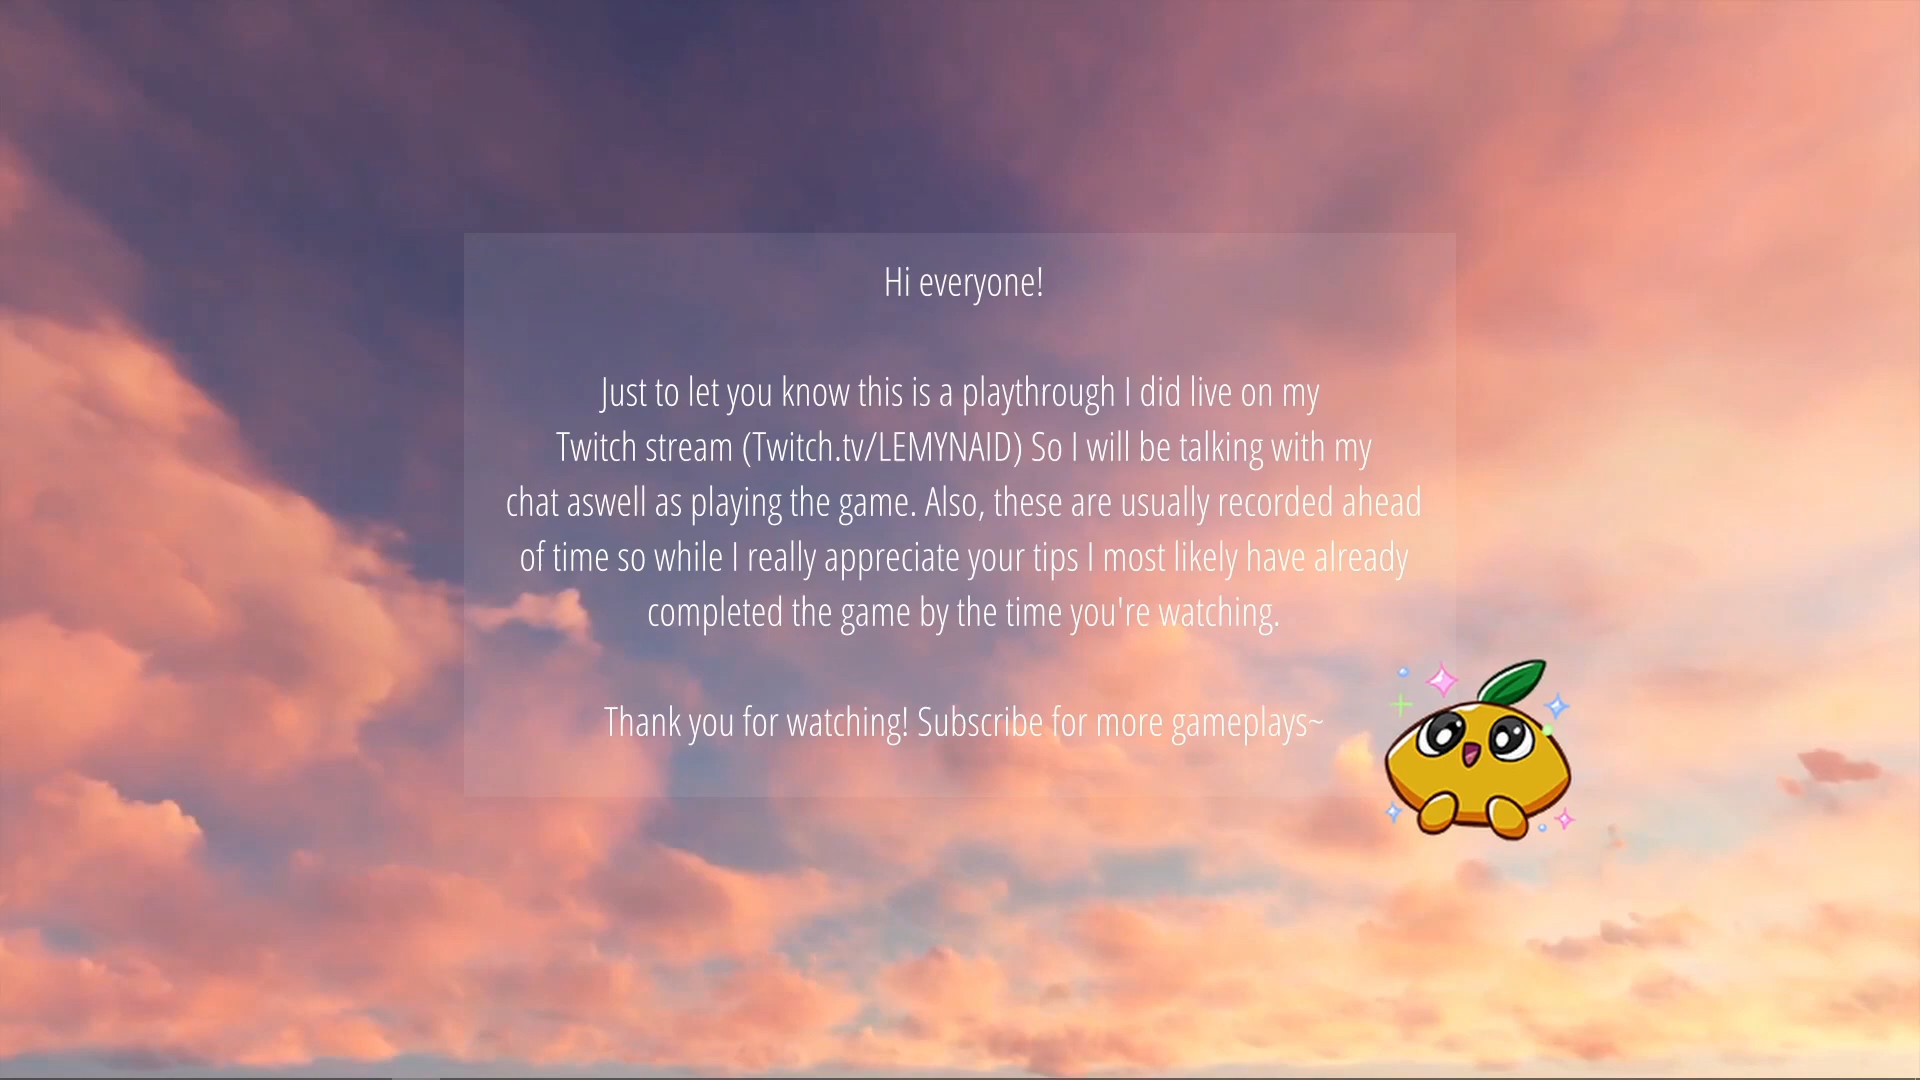 Hi everyone!
Just to let you know this is a playthrough I did live on my
Twitch stream (Twitch.tv/LEMYNAID) So I will be talking with my
chat aswell as playing the game. Also, these are usually recorded ahead
of time so while I really appreciate your tips I most likely have already
completed the game by the time you're watching.
Thank you for watching! Subscribe for more gameplays~